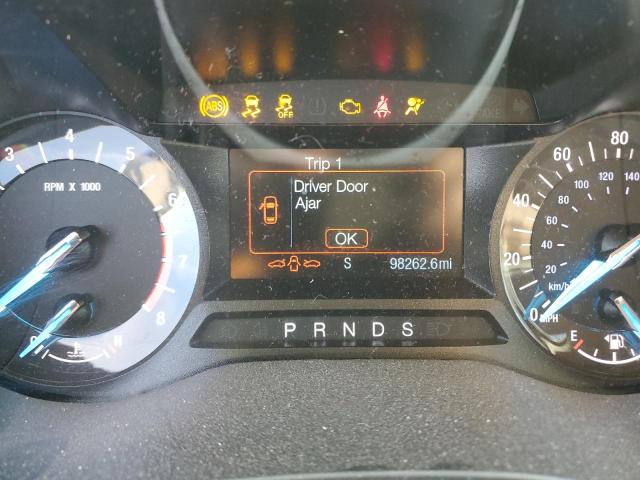 ABS
OFF
3 4 5 6 7 8
RPM X 1000
Trip 1
Driver Door
Ajar
OK
S 98262.6mi
P R N D S
H
0 20 40 60 80
20 40 60 80 100 120 140
km/h
MPH
E